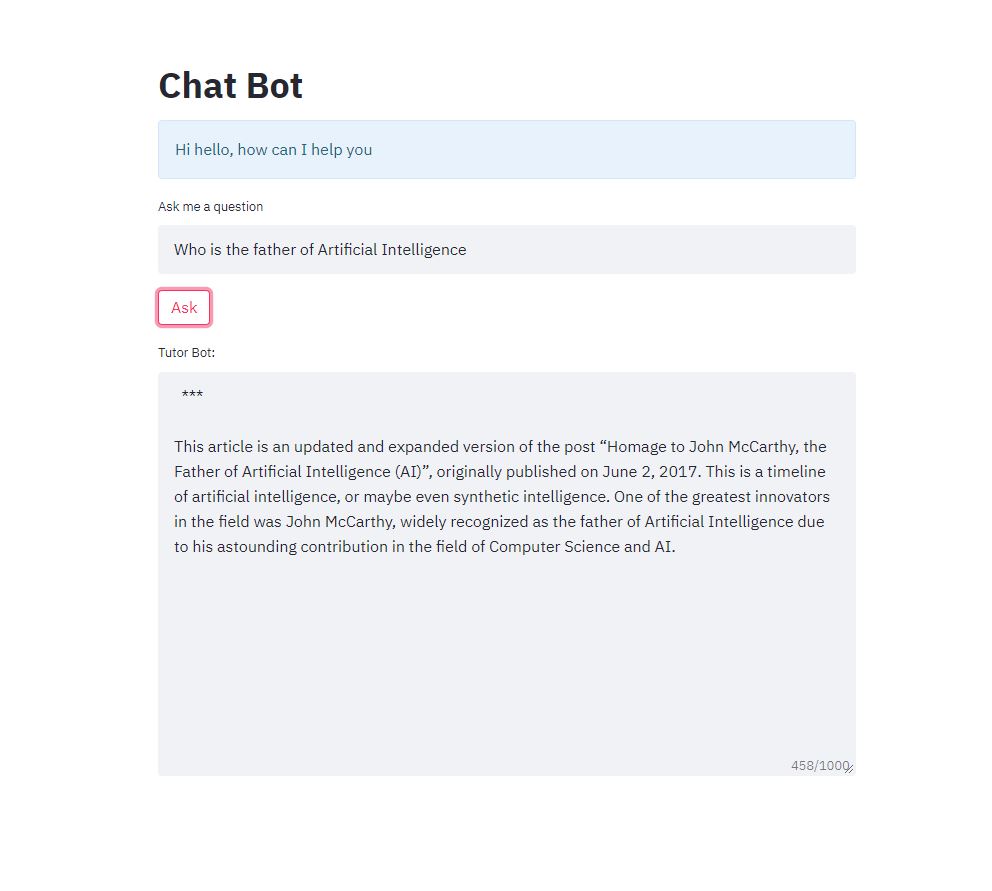 Chat Bot
Hi hello, how can I help you
Ask me a question
Who is the father of Artificial Intelligence
Ask
Tutor Bot:
***
This article is an updated and expanded version of the post “Homage to John McCarthy, the
Father of Artificial Intelligence (AI)”, originally published on June 2, 2017. This is a timeline
of artificial intelligence, or maybe even synthetic intelligence. One of the greatest innovators
in the field was John McCarthy, widely recognized as the father of Artificial Intelligence due
to his astounding contribution in the field of Computer Science and AI.
458/1000